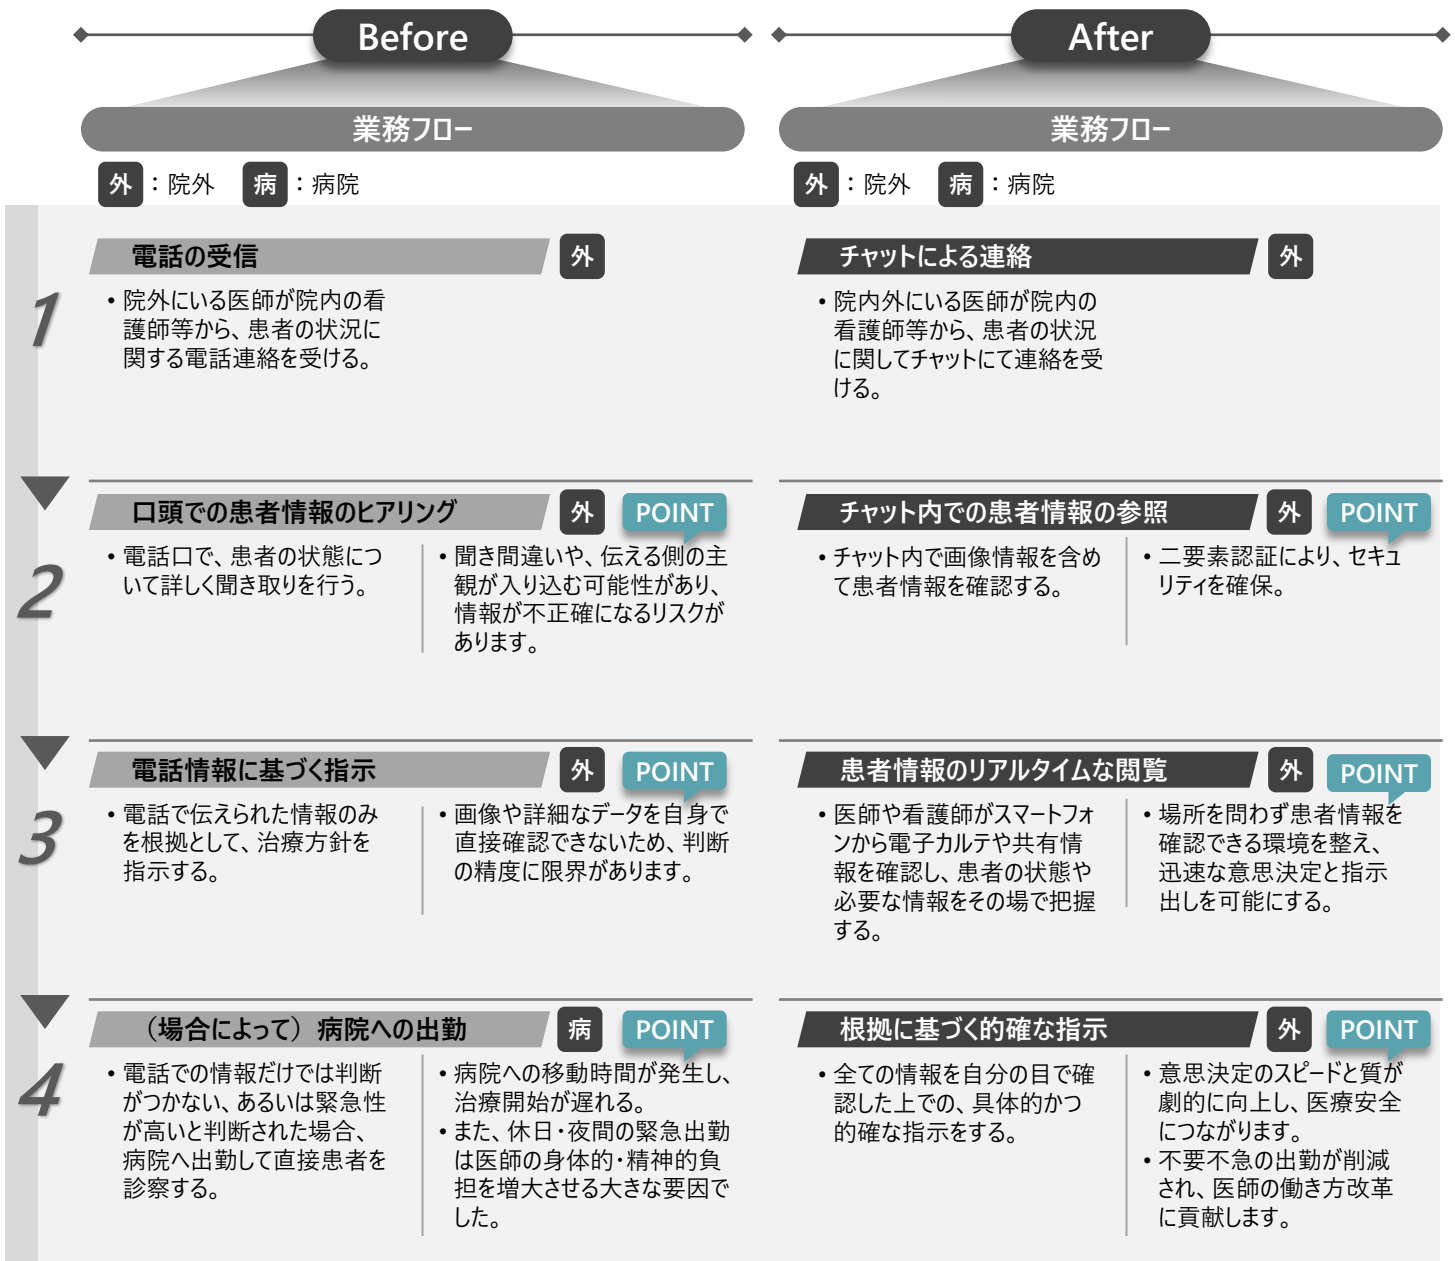 Before
After
業務フロー
業務フロー
外：院外 病：病院
外：院外 病：病院
1
電話の受信 外
• 院外にいる医師が院内の看
護師等から、患者の状況に
関する電話連絡を受ける。
チャットによる連絡 外
• 院内外にいる医師が院内の
看護師等から、患者の状況
に関してチャットにて連絡を受
ける。
2
口頭での患者情報のヒアリング 外 POINT
• 電話口で、患者の状態につ
いて詳しく聞き取りを行う。
• 聞き間違いや、伝える側の主
観が入り込む可能性があり、
情報が不正確になるリスクが
あります。
チャット内での患者情報の参照 外 POINT
• チャット内で画像情報を含め
て患者情報を確認する。
• 二要素認証により、セキュ
リティを確保。
3
電話情報に基づく指示 外 POINT
• 電話で伝えられた情報のみ
を根拠として、治療方針を
指示する。
• 画像や詳細なデータを自身で
直接確認できないため、判断
の精度に限界があります。
患者情報のリアルタイムな閲覧 外 POINT
• 医師や看護師がスマートフォ
ンから電子カルテや共有情
報を確認し、患者の状態や
必要な情報をその場で把握
する。
• 場所を問わず患者情報を
確認できる環境を整え、
迅速な意思決定と指示
出しを可能にする。
4
（場合によって）病院への出勤 病 POINT
• 電話での情報だけでは判断
がつかない、あるいは緊急性
が高いと判断された場合、
病院へ出勤して直接患者を
診察する。
• 病院への移動時間が発生し、
治療開始が遅れる。
• また、休日・夜間の緊急出勤
は医師の身体的・精神的負
担を増大させる大きな要因で
した。
根拠に基づく的確な指示 外 POINT
• 全ての情報を自分の目で確
認した上での、具体的かつ
的確な指示をする。
• 意思決定のスピードと質が
劇的に向上し、医療安全
につながります。
• 不要不急の出勤が削減
され、医師の働き方改革
に貢献します。